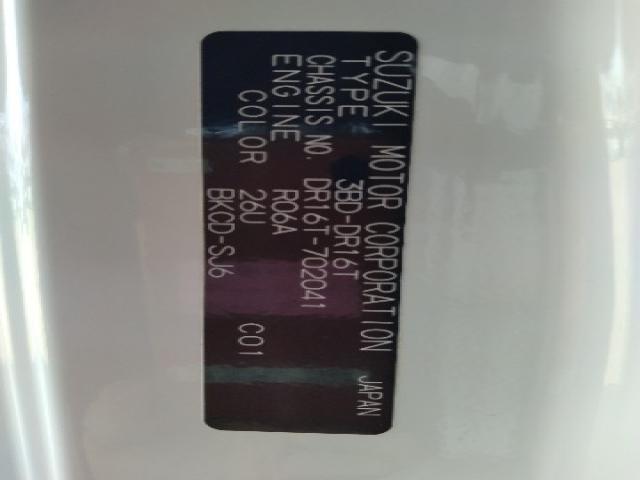 SUZUKI MOTOR CORPORATION JAPAN
TYPE 3BD-DR16T
CHASSIS NO. DR16T-702041
ENGINE R06A
COLOR 26U C01
BKCD-SJ6